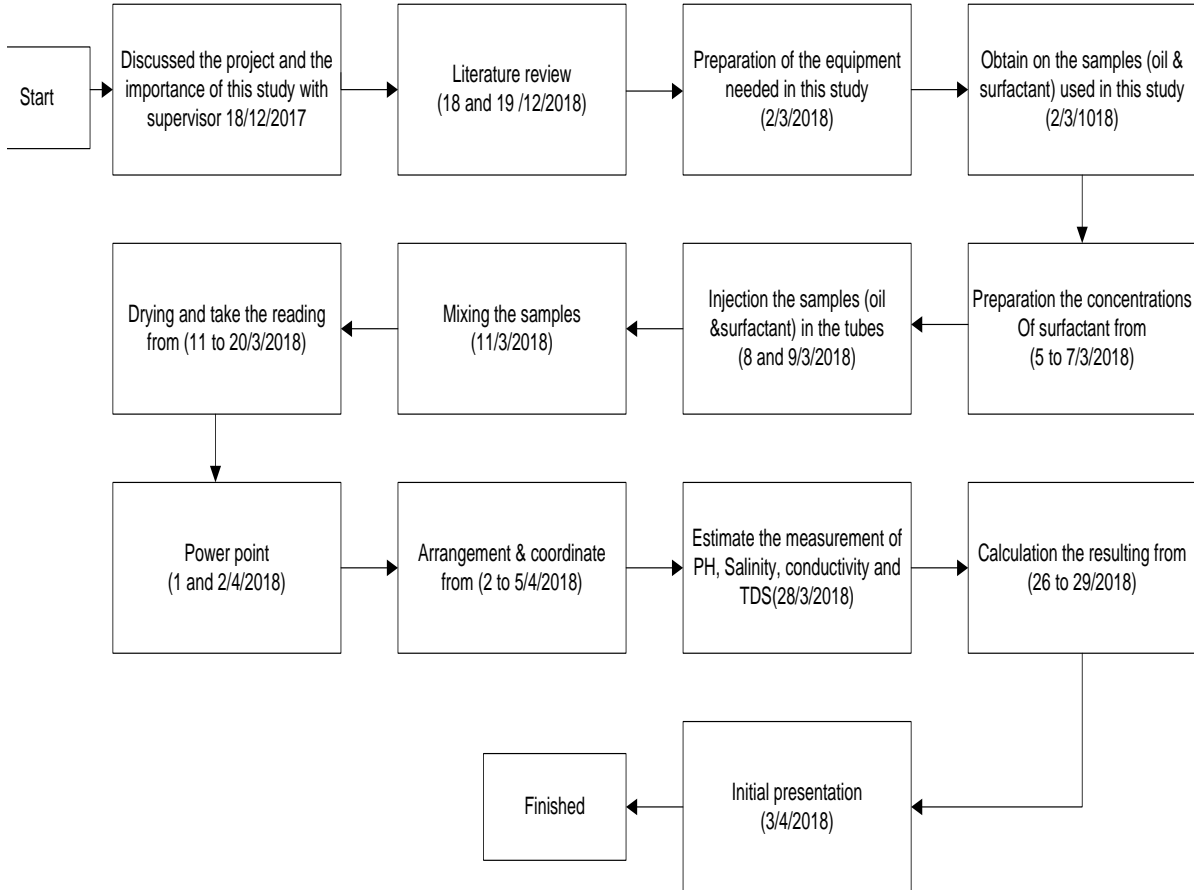 Start
Discussed the project and the
importance of this study with
supervisor 18/12/2017
Literature review
(18 and 19 /12/2018)
Preparation of the equipment
needed in this study
(2/3/2018)
Obtain on the samples (oil &
surfactant) used in this study
(2/3/1018)
Preparation the concentrations
Of surfactant from
(5 to 7/3/2018)
Injection the samples (oil
&surfactant) in the tubes
(8 and 9/3/2018)
Mixing the samples
(11/3/2018)
Drying and take the reading
from (11 to 20/3/2018)
Power point
(1 and 2/4/2018)
Arrangement & coordinate
from (2 to 5/4/2018)
Estimate the measurement of
PH, Salinity, conductivity and
TDS(28/3/2018)
Calculation the resulting from
(26 to 29/2018)
Initial presentation
(3/4/2018)
Finished